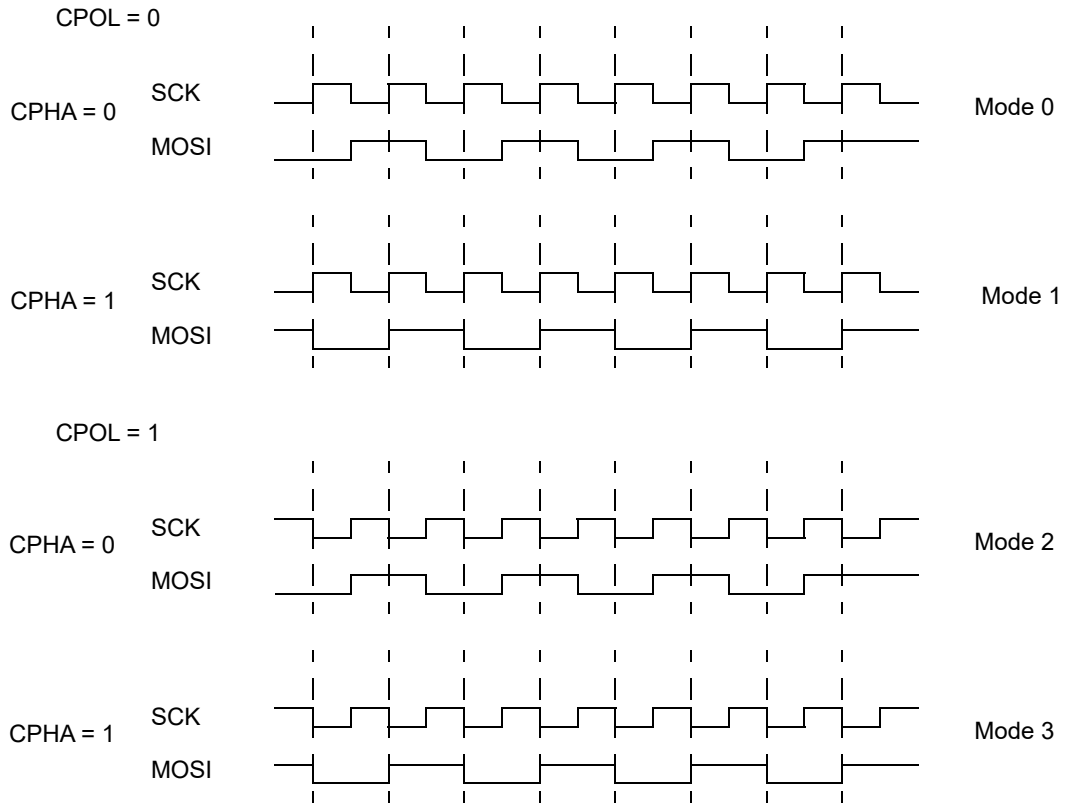 CPOL = 0
SCK
CPHA = 0
Mode 0
MOSI
SCK
CPHA = 1
Mode 1
MOSI
CPOL = 1
SCK
CPHA = 0
Mode 2
MOSI
SCK
CPHA = 1
Mode 3
MOSI